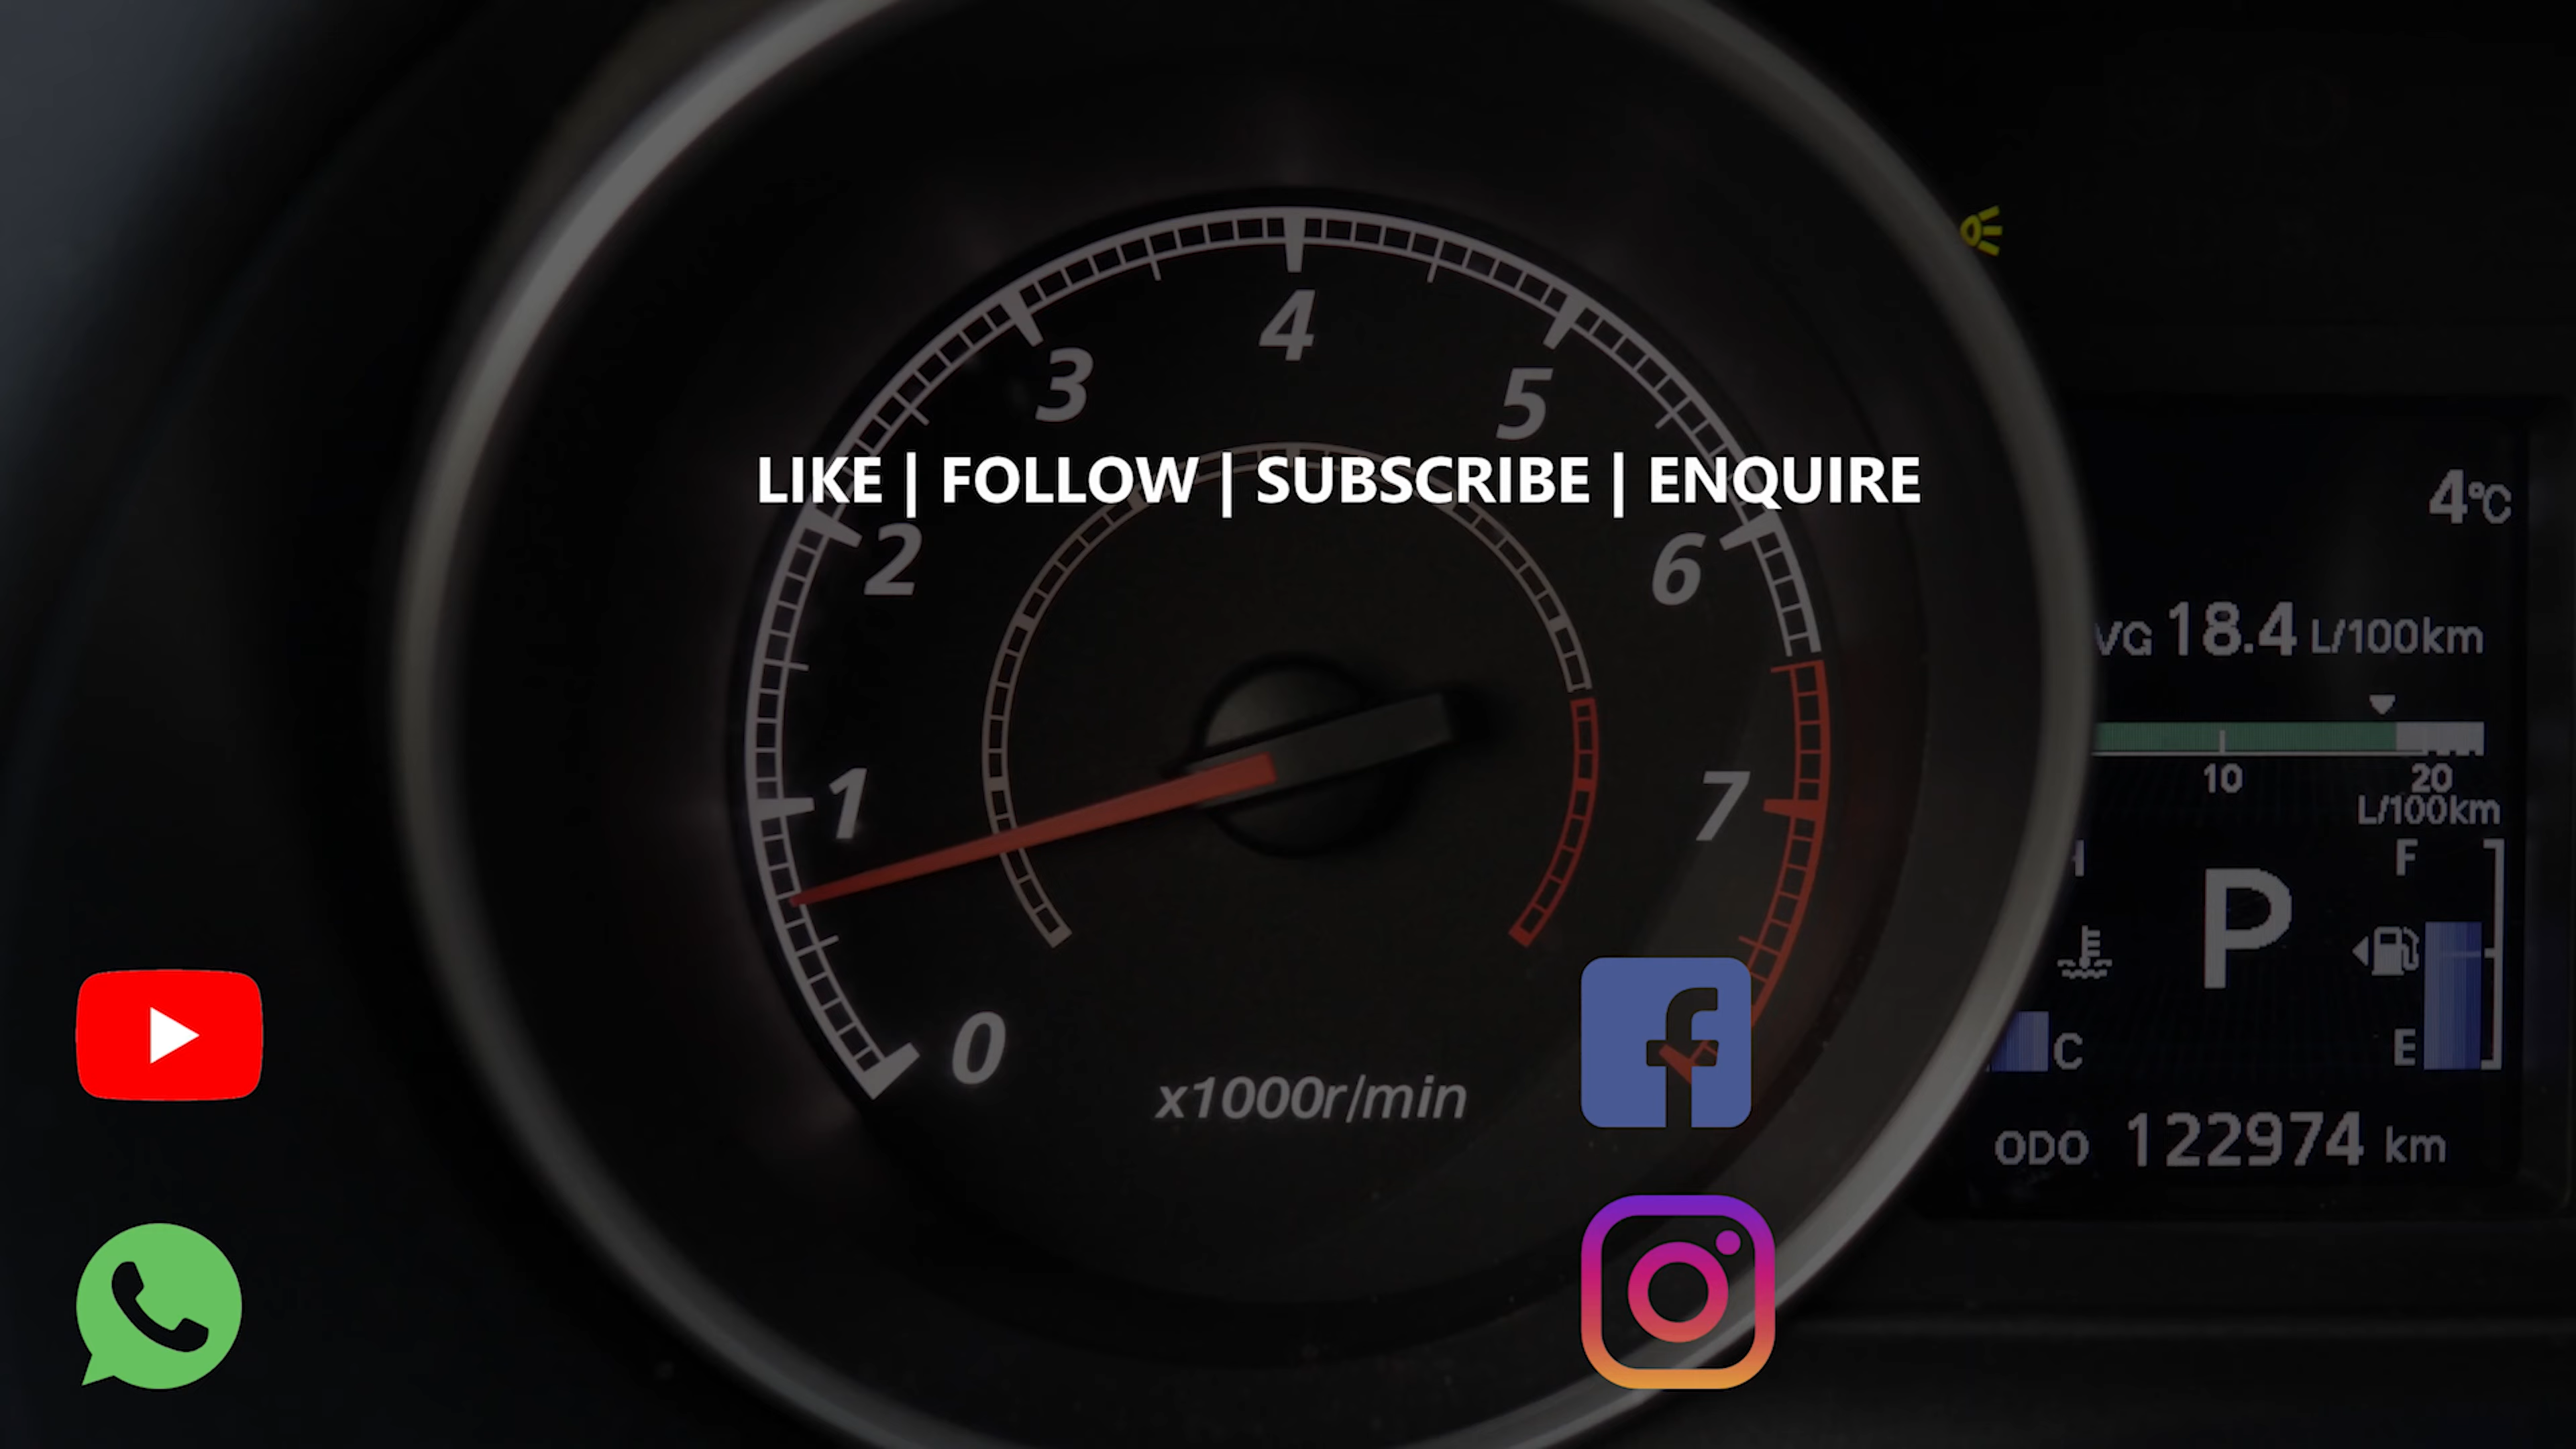 LIKE | FOLLOW | SUBSCRIBE | ENQUIRE
4
3
5
2
6
1
7
0
x1000r/min
4°C
VG 18.4 L/100km
10
20
L/100km
H
F
P
C
E
ODO 122974 km